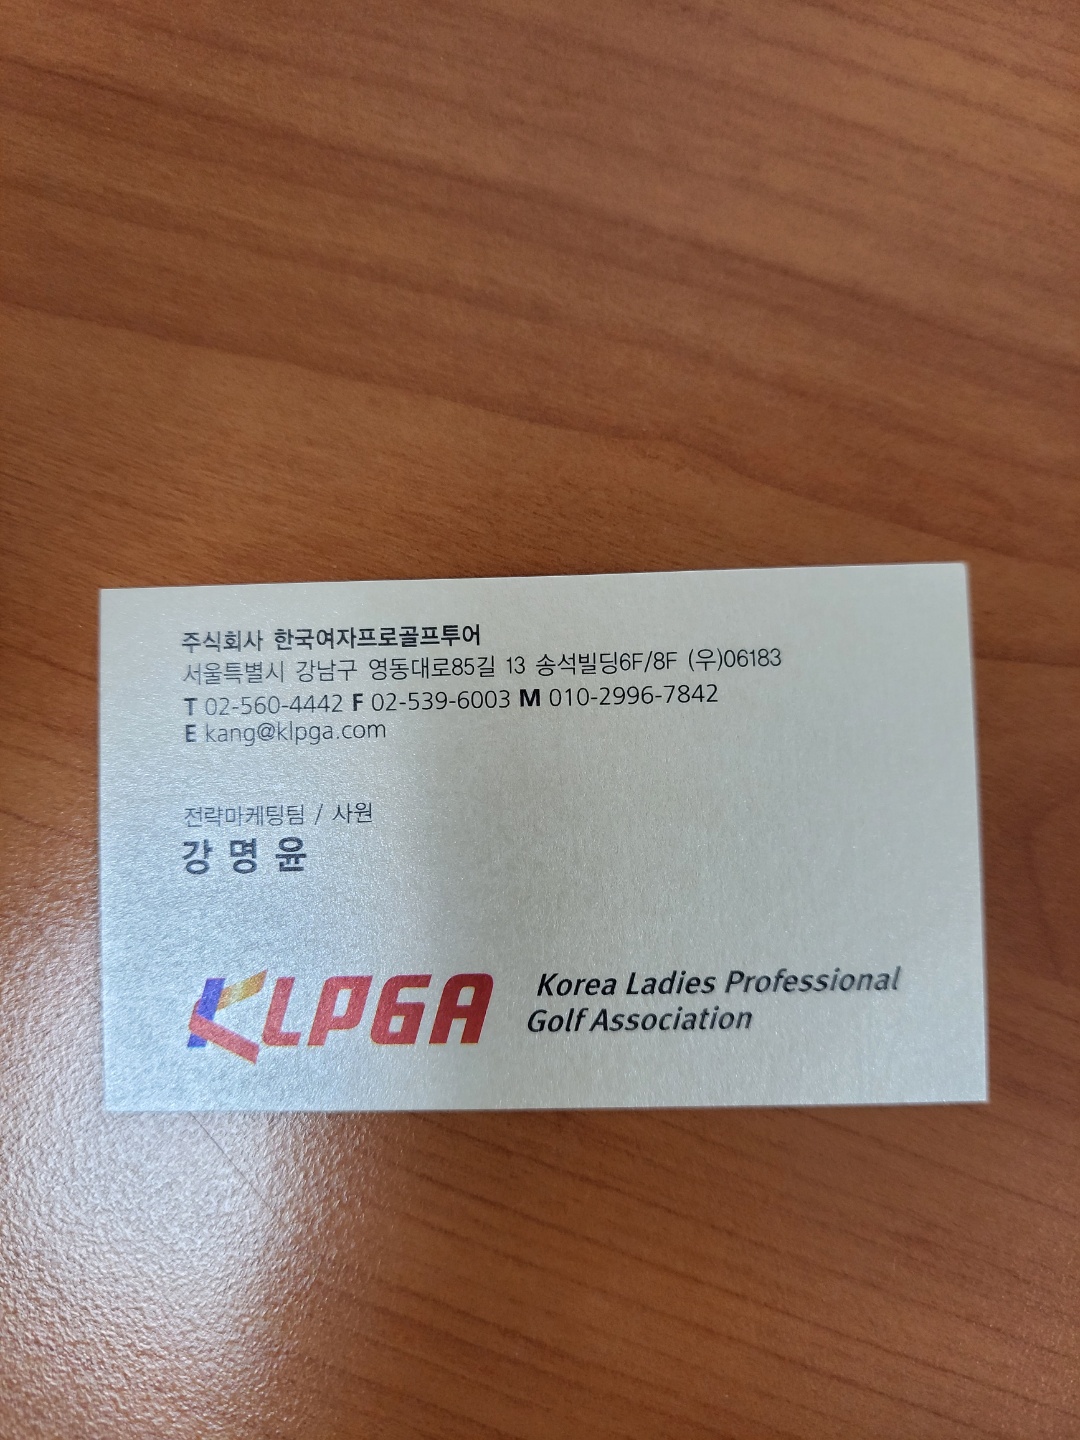 주식회사 한국여자프로골프투어
서울특별시 강남구 영동대로85길 13 송석빌딩6F/8F (우)06183
T 02-560-4442 F 02-539-6003 M 010-2996-7842
E kang@klpga.com
전략마케팅팀 / 사원
강 명 윤
KLPGA
Korea Ladies Professional
Golf Association